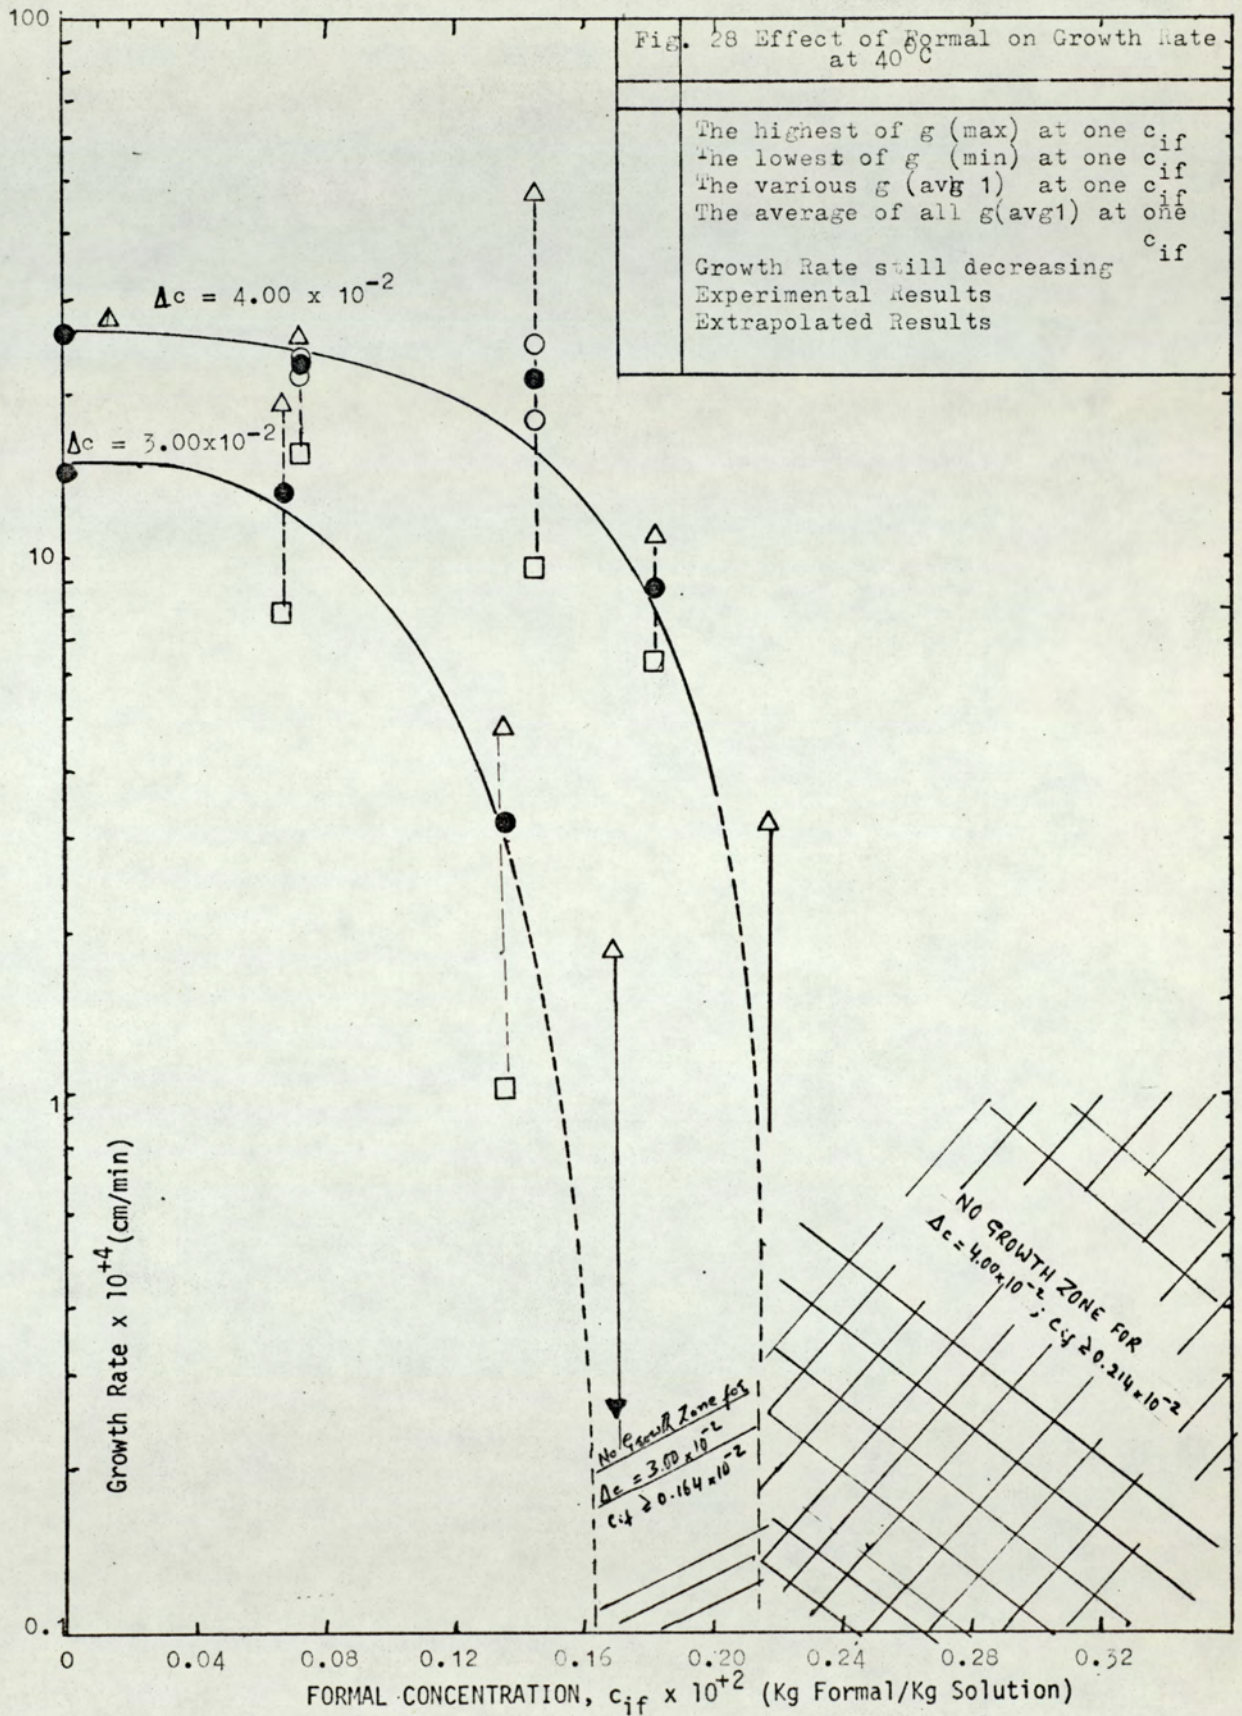 Fig. 28 Effect of Formal on Growth Rate
at 40°C
The highest of g (max) at one cif
The lowest of g (min) at one cif
The various g (avg 1) at one cif
The average of all g(avg1) at one
cif
Growth Rate still decreasing
Experimental Results
Extrapolated Results
100
10
1
0.1
Growth Rate x 10+4 (cm/min)
Δc = 4.00 x 10-2
Δc = 3.00x10-2
No Growth Zone for
Δc = 3.00 x 10-2
cif ≥ 0.164 x 10-2
NO GROWTH ZONE FOR
Δc = 4.00x10-2 ; cif ≥ 0.214 x 10-2
0 0.04 0.08 0.12 0.16 0.20 0.24 0.28 0.32
FORMAL CONCENTRATION, cif x 10+2 (Kg Formal/Kg Solution)